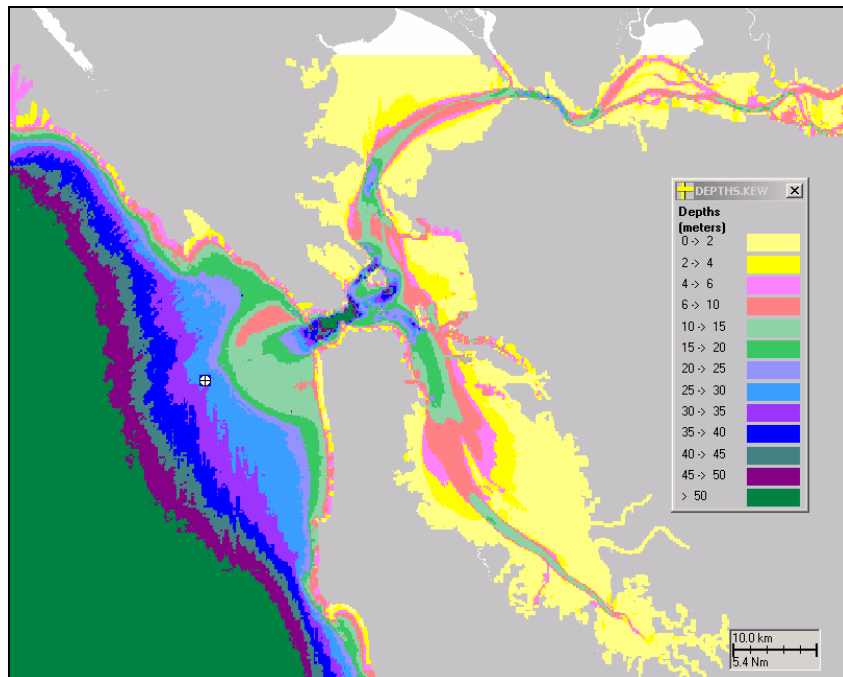 DEPTHS.KEW
Depths
(meters)
0 -> 2
2 -> 4
4 -> 6
6 -> 10
10 -> 15
15 -> 20
20 -> 25
25 -> 30
30 -> 35
35 -> 40
40 -> 45
45 -> 50
> 50
10.0 km
5.4 Nm